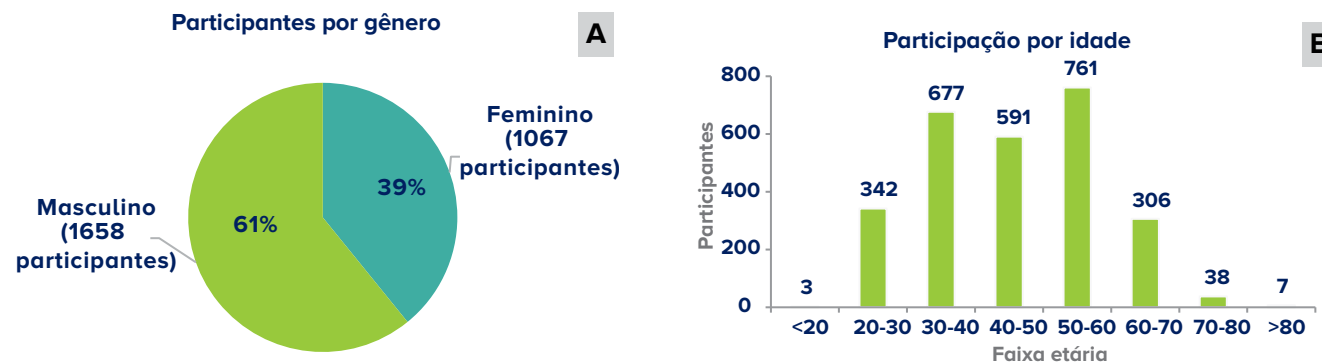 Participantes por gênero
A
Feminino
(1067
participantes)
39%
61%
Masculino
(1658
participantes)
Participação por idade
Participantes
800
600
400
200
0
3
342
677
591
761
306
38
7
<20 20-30 30-40 40-50 50-60 60-70 70-80 >80
Faixa etária